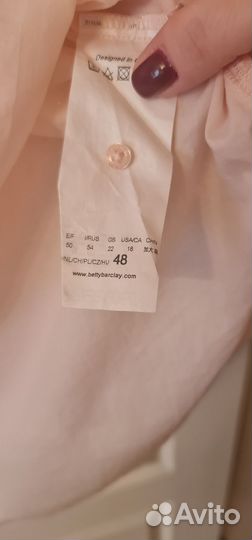 Designed in
E/F I/RUS GB USA/CA China
50 54 22 18
/NL/CH/PL/CZ/HU 48
www.bettybarclay.com
Avito